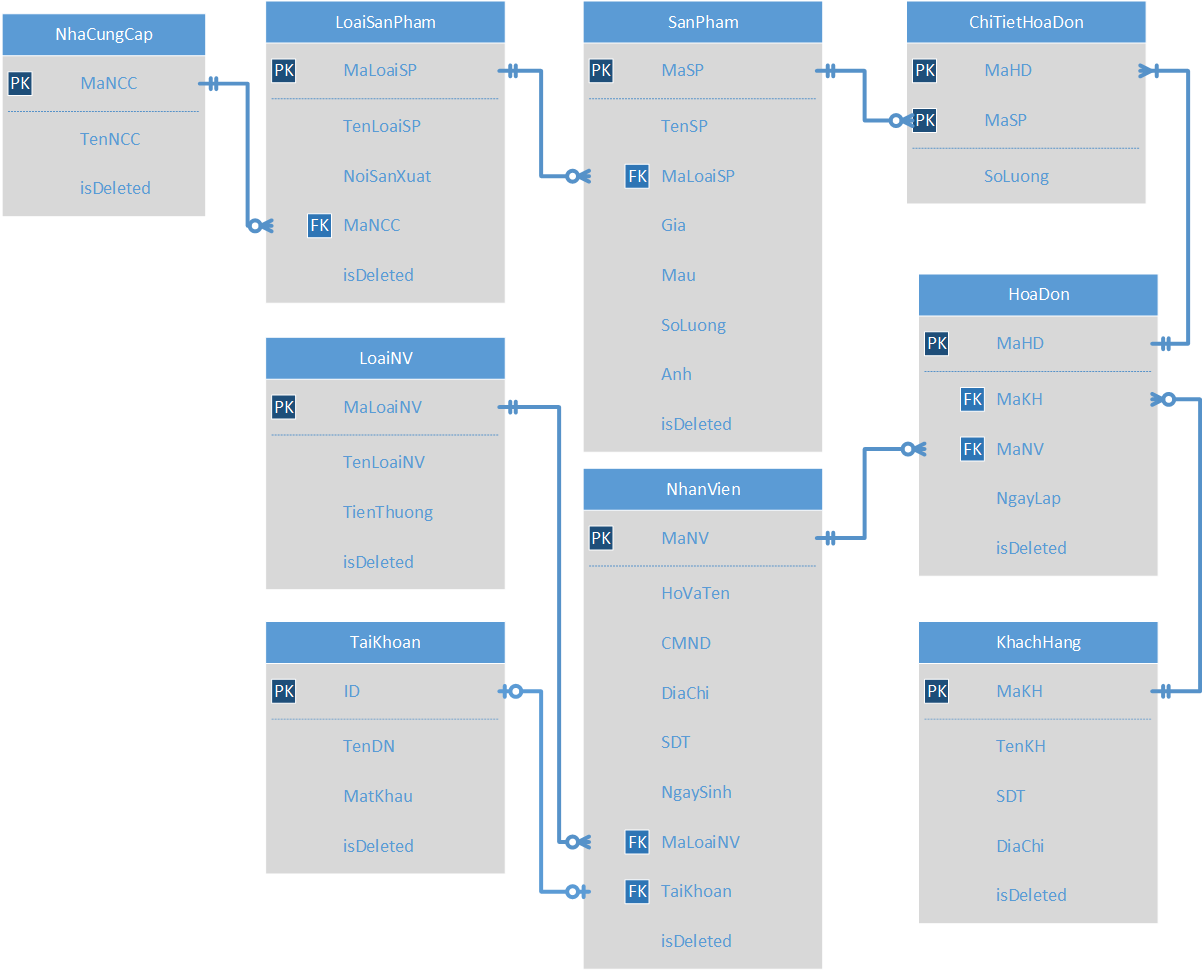 NhaCungCap
PK MaNCC
TenNCC
isDeleted
LoaiSanPham
PK MaLoaiSP
TenLoaiSP
NoiSanXuat
FK MaNCC
isDeleted
SanPham
PK MaSP
TenSP
FK MaLoaiSP
Gia
Mau
SoLuong
Anh
isDeleted
ChiTietHoaDon
PK MaHD
PK MaSP
SoLuong
LoaiNV
PK MaLoaiNV
TenLoaiNV
TienThuong
isDeleted
HoaDon
PK MaHD
FK MaKH
FK MaNV
NgayLap
isDeleted
TaiKhoan
PK ID
TenDN
MatKhau
isDeleted
NhanVien
PK MaNV
HoVaTen
CMND
DiaChi
SDT
NgaySinh
FK MaLoaiNV
FK TaiKhoan
isDeleted
KhachHang
PK MaKH
TenKH
SDT
DiaChi
isDeleted